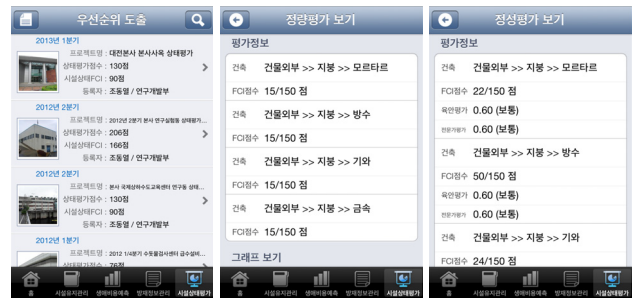 우선순위 도출
2013년 1분기
프로젝트명 : 대전본사 본사사옥 상태평가
상태평가점수 : 130점
시설상태FCI : 90점
등록자 : 조동열 / 연구개발부
2012년 2분기
프로젝트명 : 2012년 2분기 본사 연구실험동 상태평가...
상태평가점수 : 206점
시설상태FCI : 166점
등록자 : 조동열 / 연구개발부
2012년 2분기
프로젝트명 : 본사 국제상하수도교육센터 연구동 상태...
상태평가점수 : 130점
시설상태FCI : 90점
등록자 : 조동열 / 연구개발부
2012년 1분기
프로젝트명 : 2012 1/4분기 수돗물검사센터 급수설비...
상태평가점수 : 76점
홈 시설유지관리 생애비용예측 방재정보관리 시설상태평가
정량평가 보기
평가정보
건축 건물외부 >> 지붕 >> 모르타르
FCI점수 15/150 점
건축 건물외부 >> 지붕 >> 방수
FCI점수 15/150 점
건축 건물외부 >> 지붕 >> 기와
FCI점수 15/150 점
건축 건물외부 >> 지붕 >> 금속
FCI점수 15/150 점
그래프 보기
홈 시설유지관리 생애비용예측 방재정보관리 시설상태평가
정성평가 보기
평가정보
건축 건물외부 >> 지붕 >> 모르타르
FCI점수 22/150 점
육안평가 0.60 (보통)
전문가평가 0.60 (보통)
건축 건물외부 >> 지붕 >> 방수
FCI점수 50/150 점
육안평가 0.60 (보통)
전문가평가 0.60 (보통)
건축 건물외부 >> 지붕 >> 기와
FCI점수 24/150 점
홈 시설유지관리 생애비용예측 방재정보관리 시설상태평가